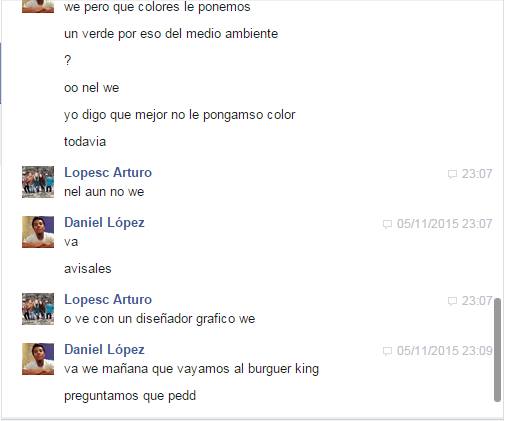 we pero que colores le ponemos
un verde por eso del medio ambiente
?
oo nel we
yo digo que mejor no le pongamso color
todavia
Lopesc Arturo 23:07
nel aun no we
Daniel López 05/11/2015 23:07
va
avisales
Lopesc Arturo 23:07
o ve con un diseñador grafico we
Daniel López 05/11/2015 23:09
va we mañana que vayamos al burguer king
preguntamos que pedd